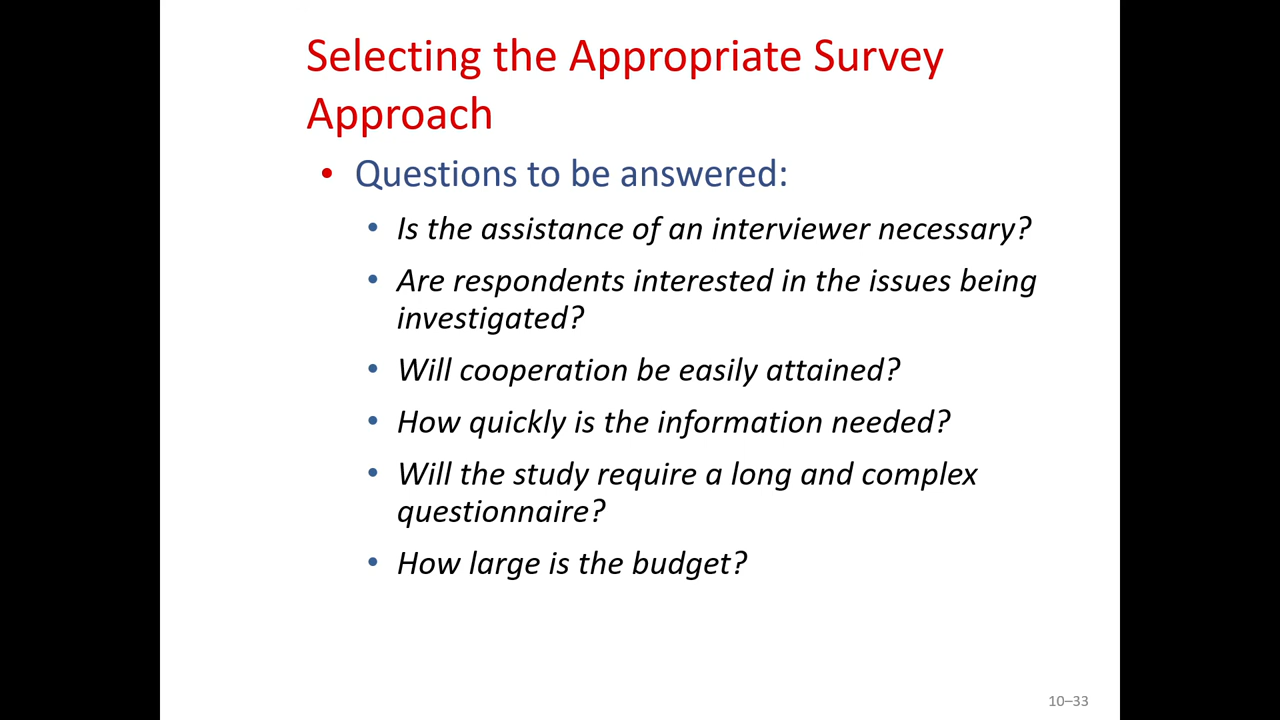 Selecting the Appropriate Survey
Approach
• Questions to be answered:
• Is the assistance of an interviewer necessary?
• Are respondents interested in the issues being
investigated?
• Will cooperation be easily attained?
• How quickly is the information needed?
• Will the study require a long and complex
questionnaire?
• How large is the budget?
10–33